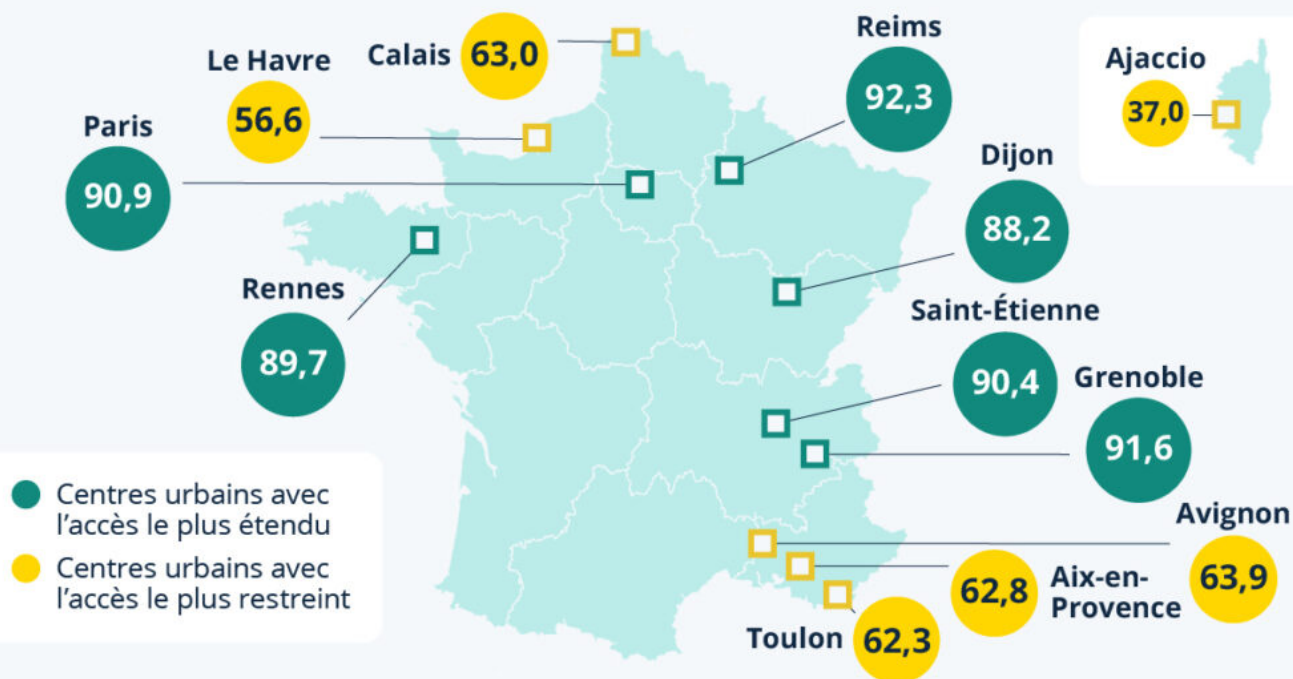 Reims
92,3
Calais
63,0
Le Havre
56,6
Ajaccio
37,0
Paris
90,9
Dijon
88,2
Rennes
89,7
Saint-Étienne
90,4
Grenoble
91,6
Centres urbains avec
l'accès le plus étendu
Centres urbains avec
l'accès le plus restreint
Avignon
63,9
Aix-en-
Provence
62,8
Toulon
62,3